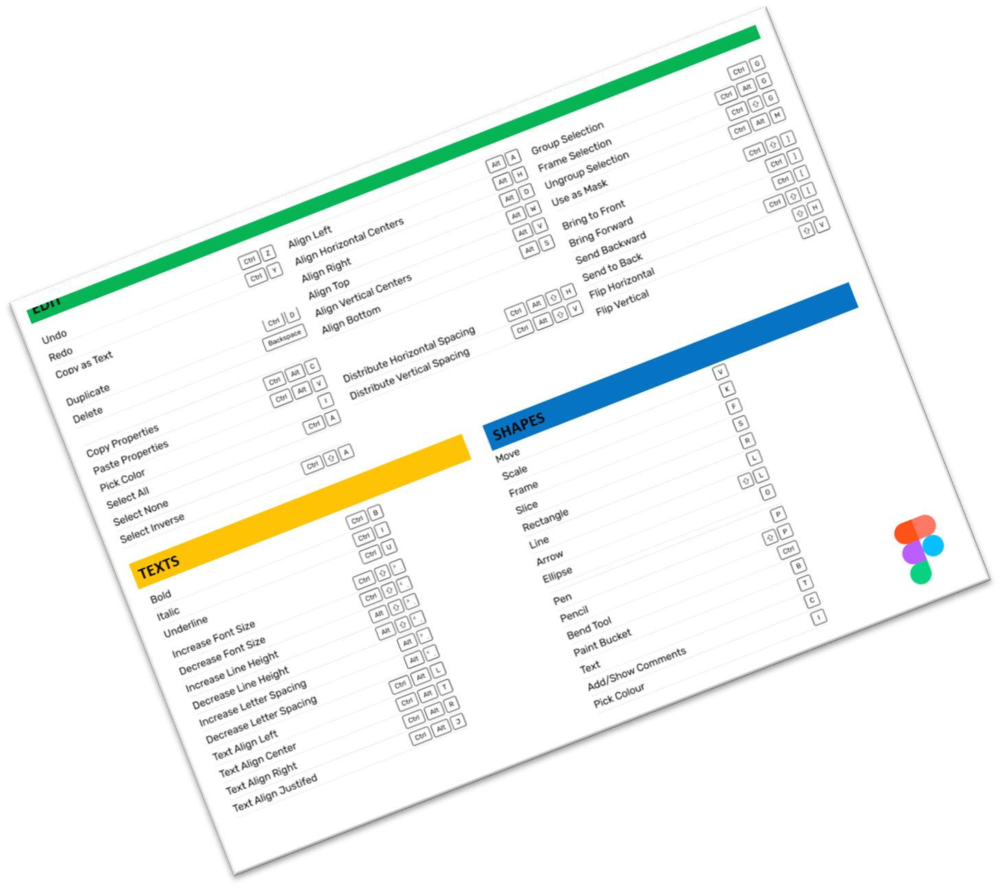 EDIT
Undo Ctrl Z
Redo Ctrl Y
Copy as Text
Duplicate Ctrl D
Delete Backspace
Copy Properties Ctrl Alt C
Paste Properties Ctrl Alt V
Pick Color I
Select All Ctrl A
Select None
Select Inverse Ctrl ⇧ A
Align Left Alt A
Align Horizontal Centers Alt H
Align Right Alt D
Align Top Alt W
Align Vertical Centers Alt V
Align Bottom Alt S
Distribute Horizontal Spacing Ctrl Alt ⇧ H
Distribute Vertical Spacing Ctrl Alt ⇧ V
Group Selection Ctrl G
Frame Selection Ctrl Alt G
Ungroup Selection Ctrl ⇧ G
Use as Mask Ctrl Alt M
Bring to Front Ctrl ⇧ ]
Bring Forward Ctrl ]
Send Backward Ctrl [
Send to Back Ctrl ⇧ [
Flip Horizontal ⇧ H
Flip Vertical ⇧ V
TEXTS
Bold Ctrl B
Italic Ctrl I
Underline Ctrl U
Increase Font Size Ctrl ⇧ > .
Decrease Font Size Ctrl ⇧ < ,
Increase Line Height Alt ⇧ > .
Decrease Line Height Alt ⇧ < ,
Increase Letter Spacing Alt > .
Decrease Letter Spacing Alt < ,
Text Align Left Ctrl Alt L
Text Align Center Ctrl Alt T
Text Align Right Ctrl Alt R
Text Align Justifed Ctrl Alt J
SHAPES
Move V
Scale K
Frame F
Slice S
Rectangle R
Line L
Arrow ⇧ L
Ellipse O
Pen P
Pencil ⇧ P
Bend Tool Ctrl
Paint Bucket B
Text T
Add/Show Comments C
Pick Colour I